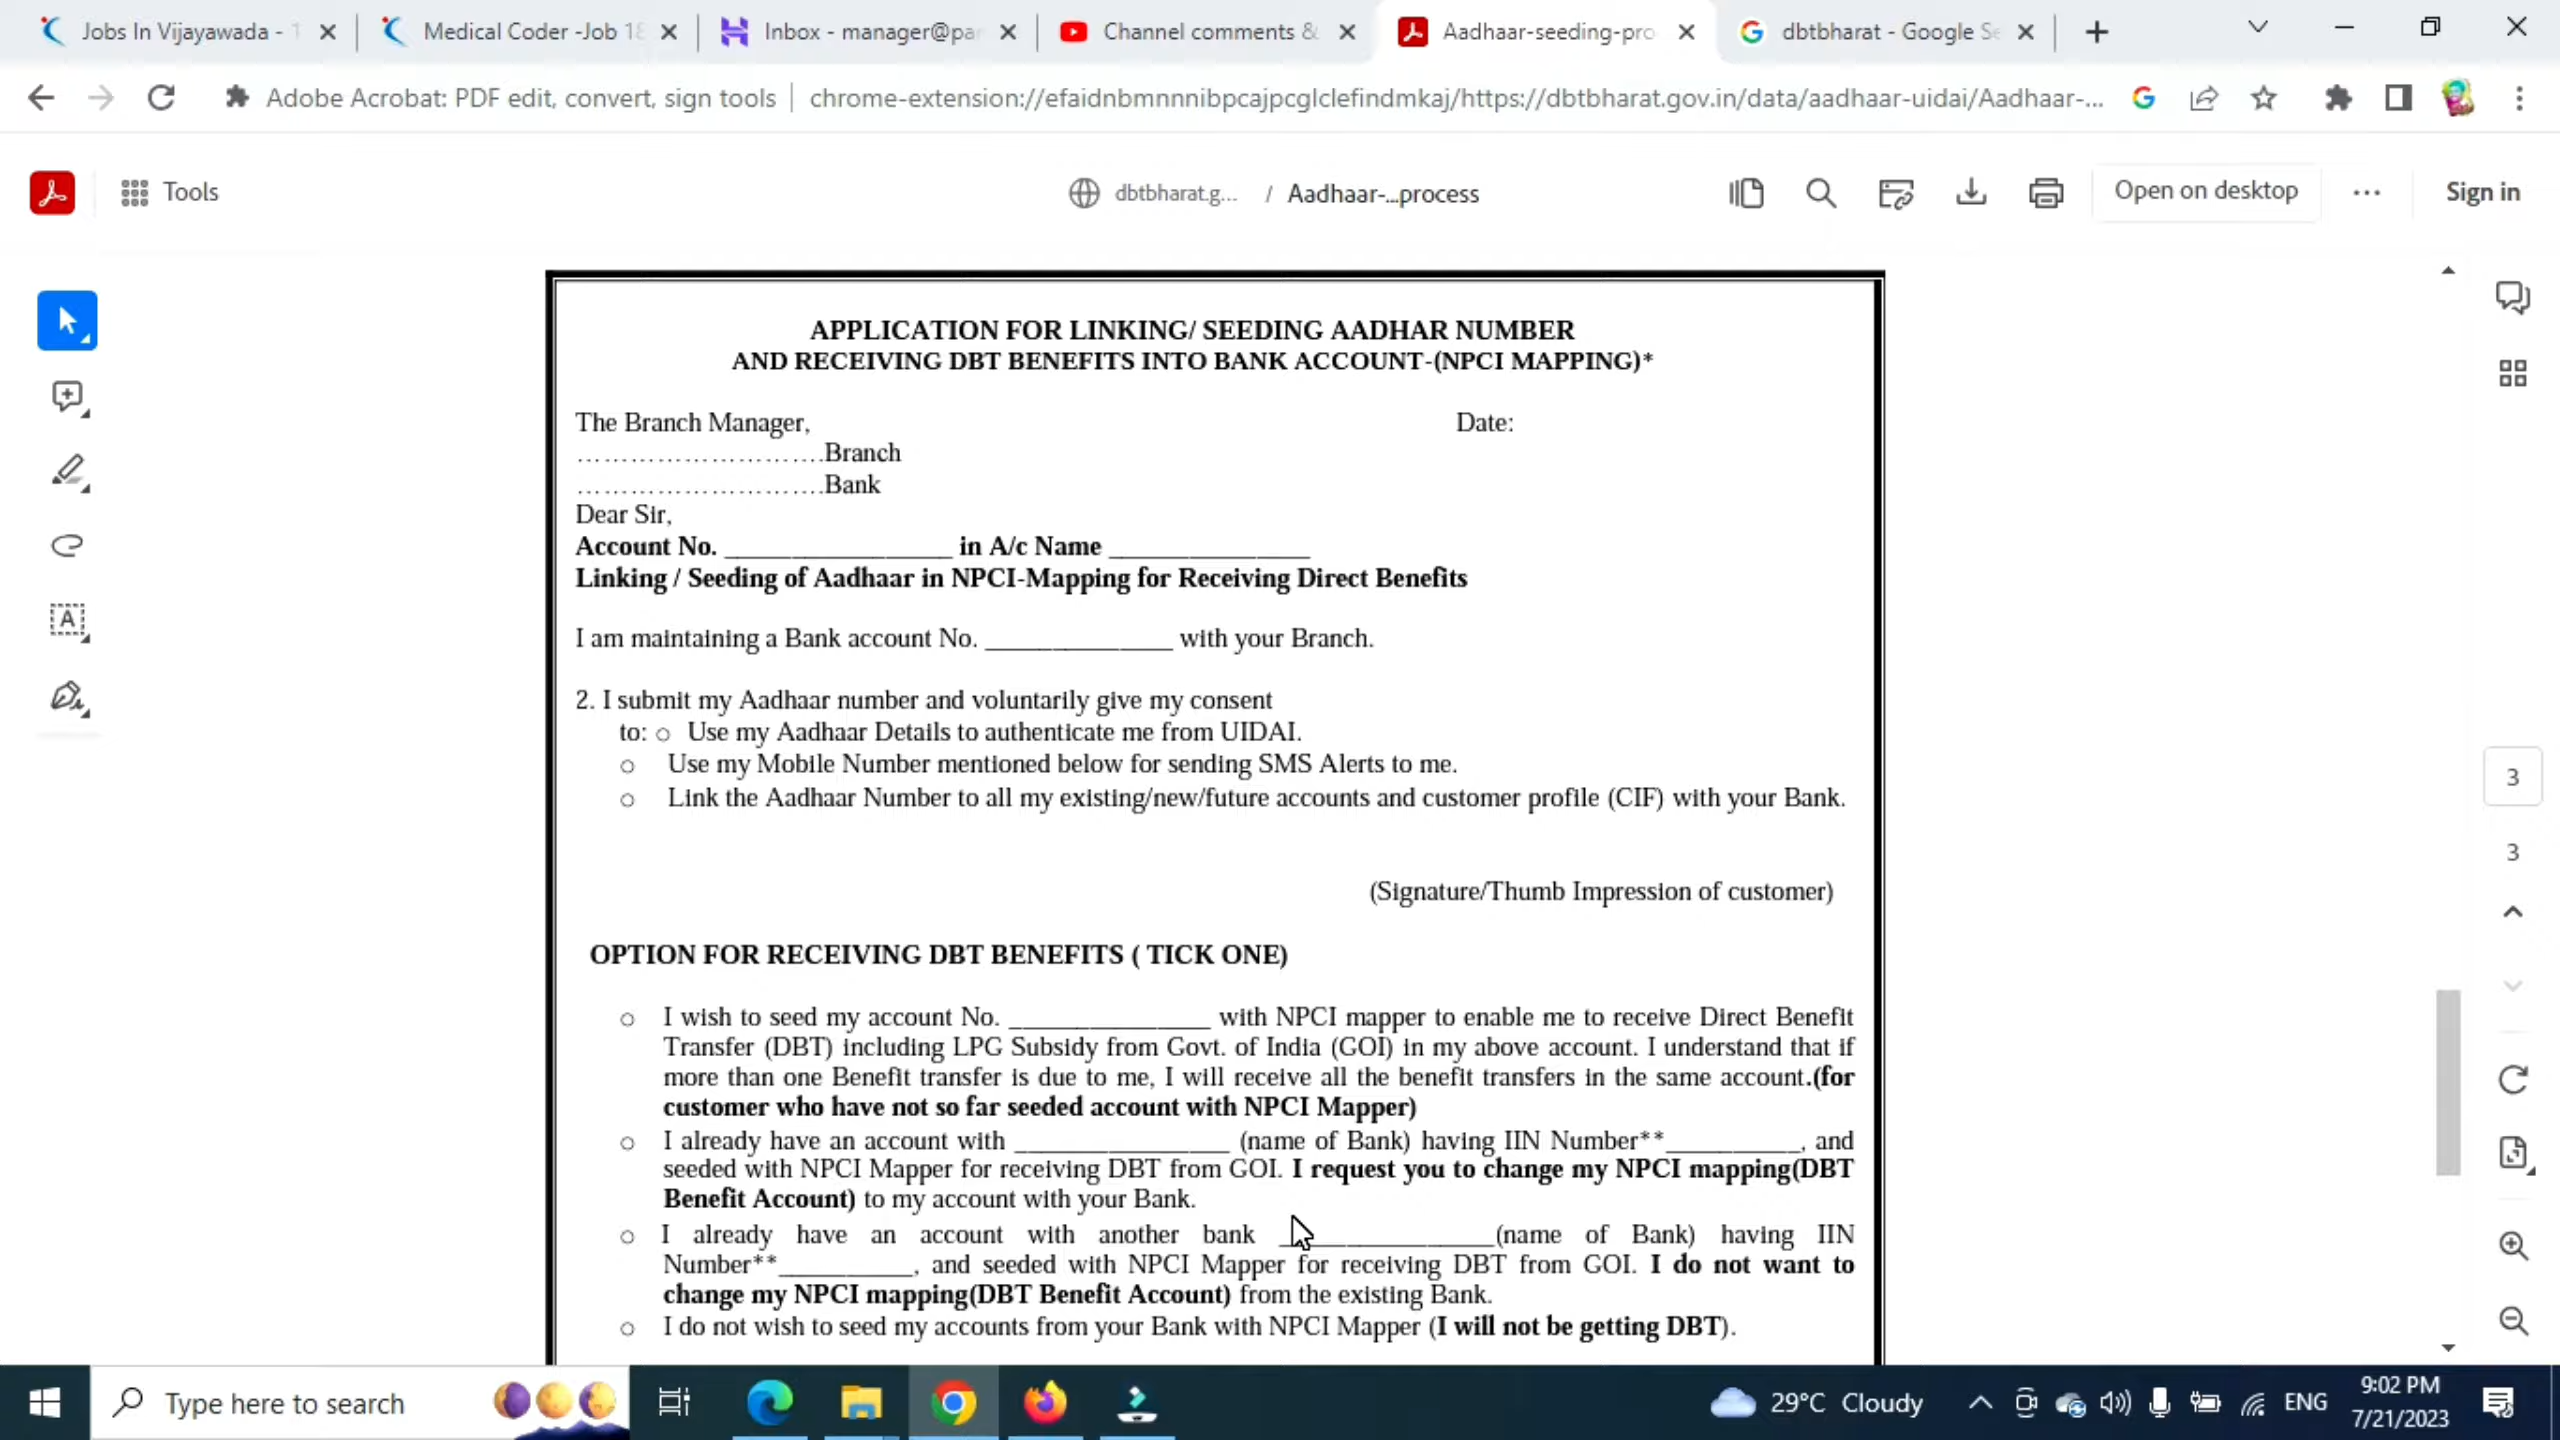 Jobs In Vijayawada - 1
Medical Coder -Job 18
Inbox - manager@par
Channel comments &
Aadhaar-seeding-pro
dbtbharat - Google Se
Adobe Acrobat: PDF edit, convert, sign tools
chrome-extension://efaidnbmnnnibpcajpcglclefindmkaj/https://dbtbharat.gov.in/data/aadhaar-uidai/Aadhaar-...
Tools
dbtbharat.g... / Aadhaar-...process
Open on desktop
Sign in
APPLICATION FOR LINKING/ SEEDING AADHAR NUMBER
AND RECEIVING DBT BENEFITS INTO BANK ACCOUNT-(NPCI MAPPING)*
The Branch Manager, Date:
...........................Branch
...........................Bank
Dear Sir,
Account No. _________________ in A/c Name _______________
Linking / Seeding of Aadhaar in NPCI-Mapping for Receiving Direct Benefits
I am maintaining a Bank account No. ______________ with your Branch.
2. I submit my Aadhaar number and voluntarily give my consent
to: o Use my Aadhaar Details to authenticate me from UIDAI.
o Use my Mobile Number mentioned below for sending SMS Alerts to me.
o Link the Aadhaar Number to all my existing/new/future accounts and customer profile (CIF) with your Bank.
(Signature/Thumb Impression of customer)
OPTION FOR RECEIVING DBT BENEFITS ( TICK ONE)
o I wish to seed my account No. _______________ with NPCI mapper to enable me to receive Direct Benefit
Transfer (DBT) including LPG Subsidy from Govt. of India (GOI) in my above account. I understand that if
more than one Benefit transfer is due to me, I will receive all the benefit transfers in the same account.(for
customer who have not so far seeded account with NPCI Mapper)
o I already have an account with ________________ (name of Bank) having IIN Number**__________, and
seeded with NPCI Mapper for receiving DBT from GOI. I request you to change my NPCI mapping(DBT
Benefit Account) to my account with your Bank.
o I already have an account with another bank ________________(name of Bank) having IIN
Number**__________, and seeded with NPCI Mapper for receiving DBT from GOI. I do not want to
change my NPCI mapping(DBT Benefit Account) from the existing Bank.
o I do not wish to seed my accounts from your Bank with NPCI Mapper (I will not be getting DBT).
3
3
Type here to search
29°C Cloudy
ENG
9:02 PM
7/21/2023